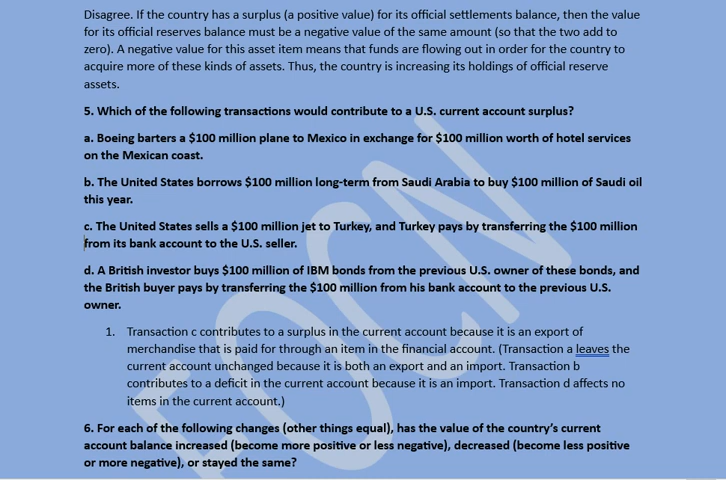 Disagree. If the country has a surplus (a positive value) for its official settlements balance, then the value
for its official reserves balance must be a negative value of the same amount (so that the two add to
zero). A negative value for this asset item means that funds are flowing out in order for the country to
acquire more of these kinds of assets. Thus, the country is increasing its holdings of official reserve
assets.
5. Which of the following transactions would contribute to a U.S. current account surplus?
a. Boeing barters a $100 million plane to Mexico in exchange for $100 million worth of hotel services
on the Mexican coast.
b. The United States borrows $100 million long-term from Saudi Arabia to buy $100 million of Saudi oil
this year.
c. The United States sells a $100 million jet to Turkey, and Turkey pays by transferring the $100 million
from its bank account to the U.S. seller.
d. A British investor buys $100 million of IBM bonds from the previous U.S. owner of these bonds, and
the British buyer pays by transferring the $100 million from his bank account to the previous U.S.
owner.
1. Transaction c contributes to a surplus in the current account because it is an export of
merchandise that is paid for through an item in the financial account. (Transaction a leaves the
current account unchanged because it is both an export and an import. Transaction b
contributes to a deficit in the current account because it is an import. Transaction d affects no
items in the current account.)
6. For each of the following changes (other things equal), has the value of the country's current
account balance increased (become more positive or less negative), decreased (become less positive
or more negative), or stayed the same?